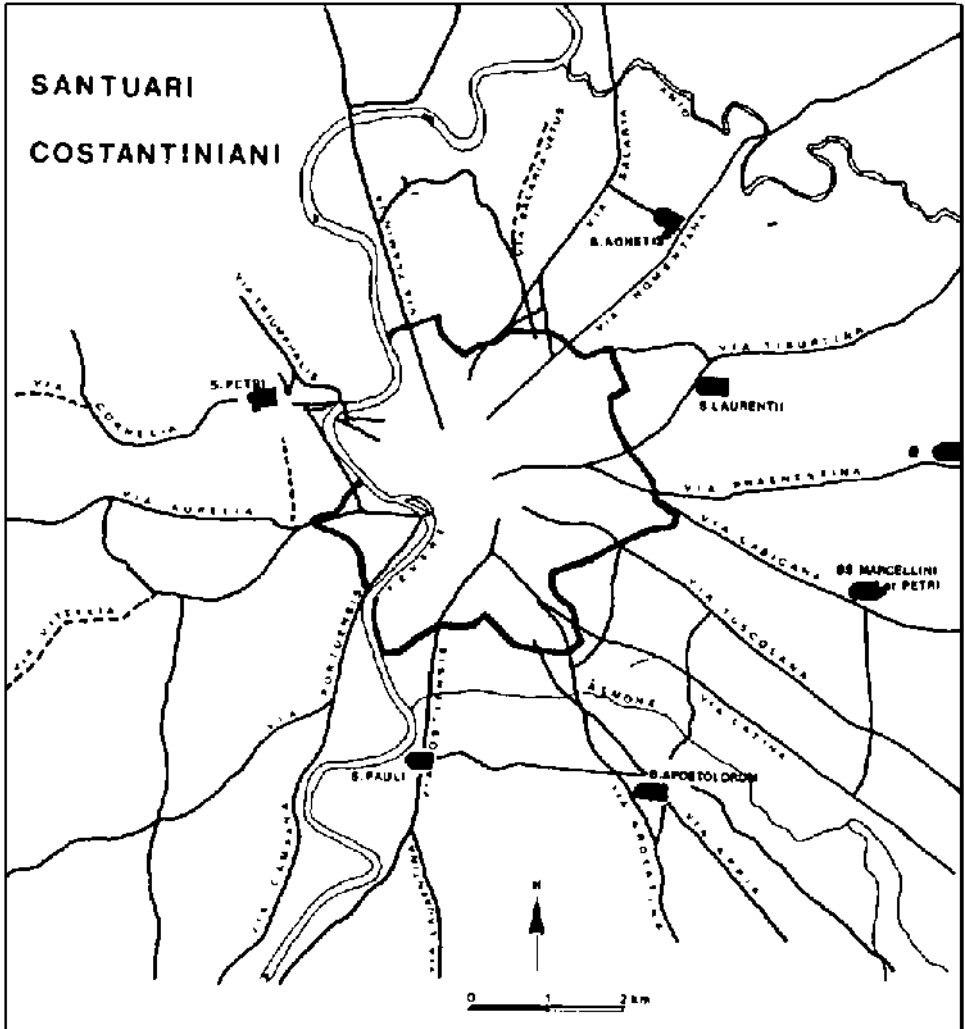 SANTUARI
COSTANTINIANI
ANIO
VIA SALARIA VETUS
VIA SALARIA
S. AGNETIS
VIA NOMENTANA
VIA FLAMINIA
VIA TRIUMPHALIS
VIA TIBURTINA
S. PETRI
S. LAURENTII
VIA CORNELIA
VIA PRAENESTINA
VIA AURELIA
VIA LABICANA
TEVERE
SS MARCELLINI
et PETRI
VIA TUSCOLANA
VIA VITELLIA
VIA PORTUENSIS
VIA OSTIENSIS
ALMONE
VIA LATINA
S. PAULI
B. APOSTOLORUM
VIA CAMPANA
VIA LAURENTINA
VIA ARDEATINA
VIA APPIA
N
0 1 2 km